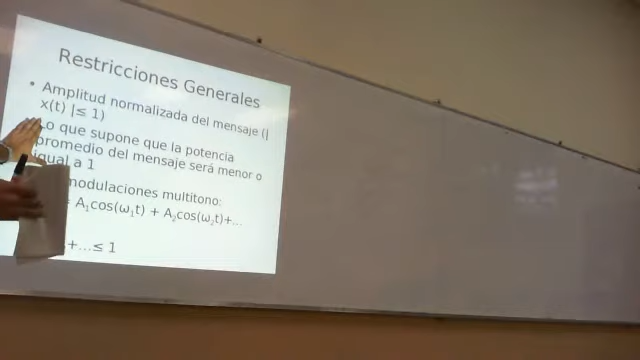 Restricciones Generales
• Amplitud normalizada del mensaje (|
x(t) |≤ 1)
Lo que supone que la potencia
promedio del mensaje será menor o
igual a 1
modulaciones multitono:
= A₁cos(ω₁t) + A₂cos(ω₂t)+...
+...≤ 1